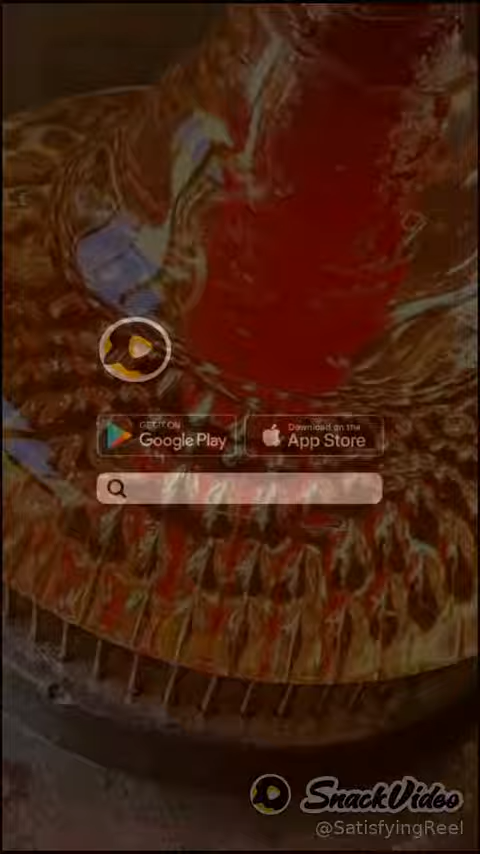 GET IT ON
Google Play
Download on the
App Store
SnackVideo
@SatisfyingReel